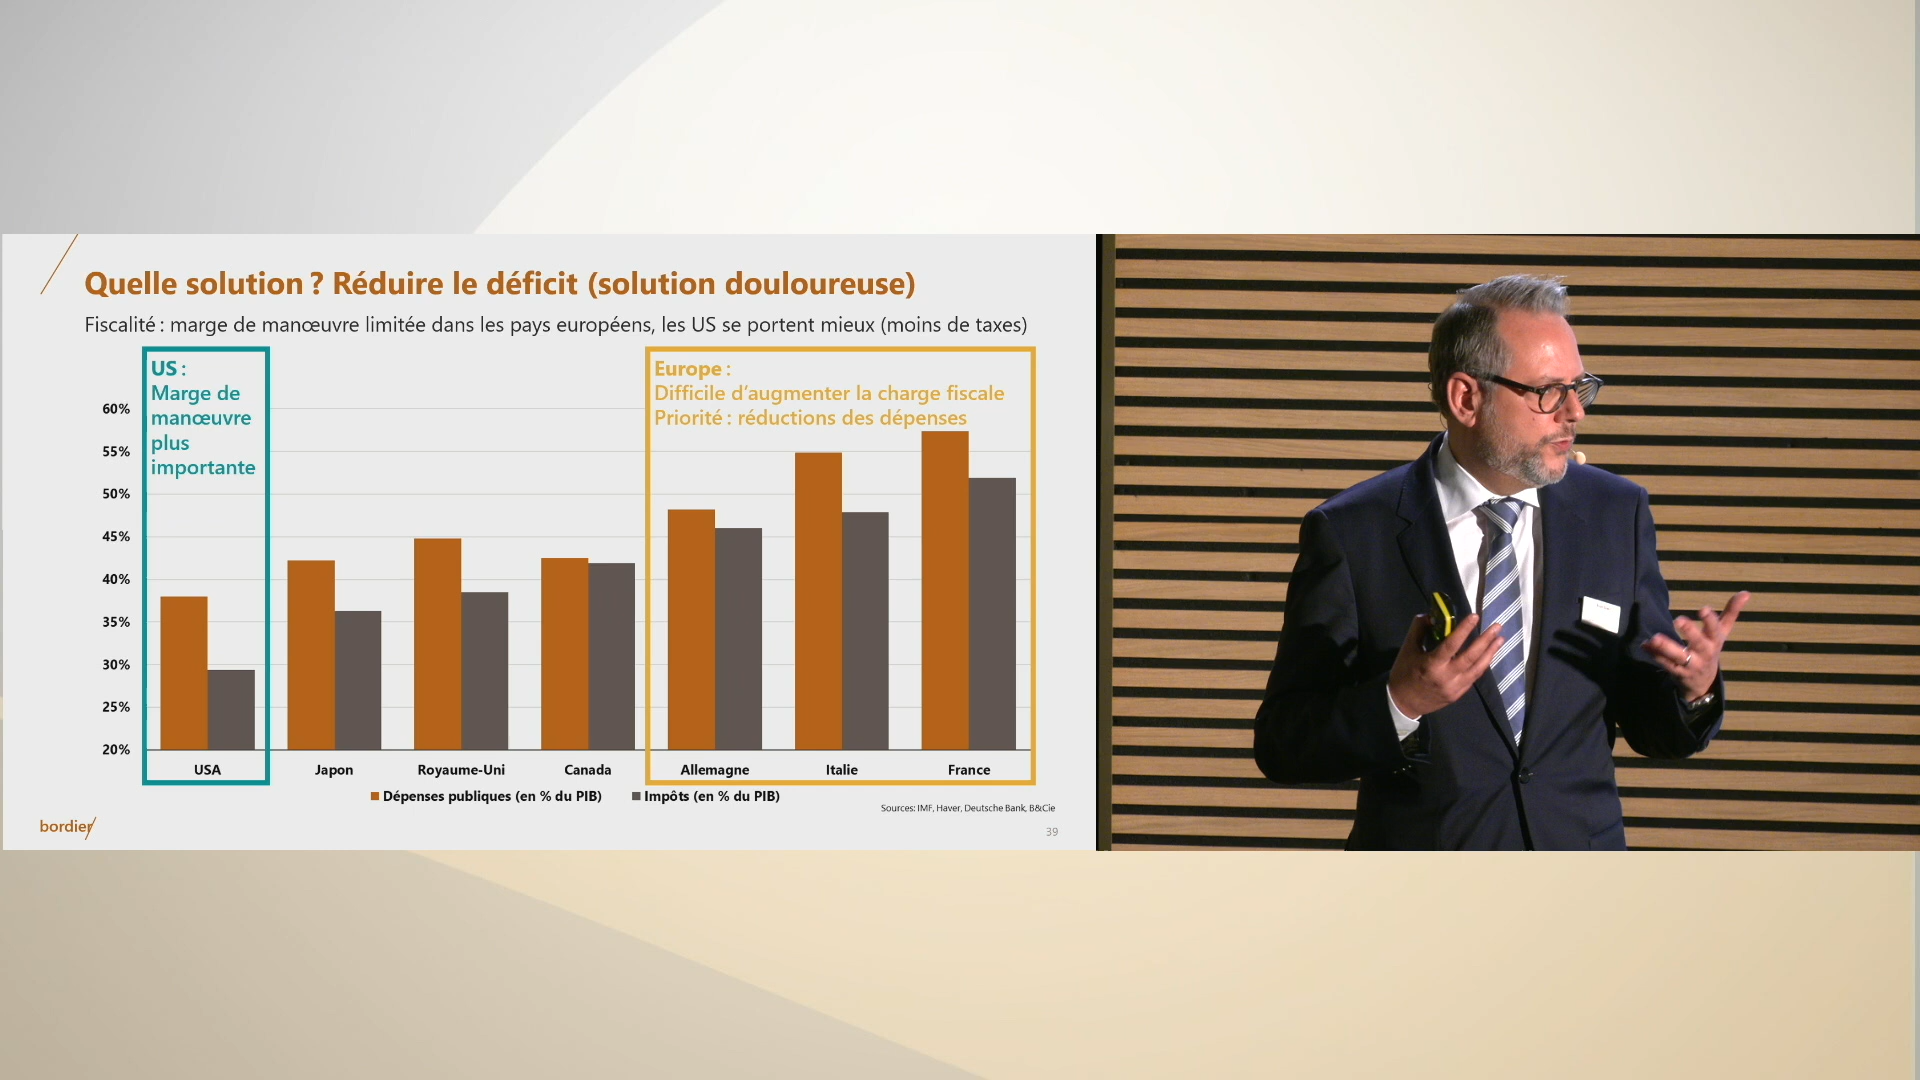 Quelle solution ? Réduire le déficit (solution douloureuse)
Fiscalité : marge de manœuvre limitée dans les pays européens, les US se portent mieux (moins de taxes)
US :
Marge de
manœuvre
plus
importante
Europe :
Difficile d’augmenter la charge fiscale
Priorité : réductions des dépenses
60%
55%
50%
45%
40%
35%
30%
25%
20%
USA
Japon
Royaume-Uni
Canada
Allemagne
Italie
France
Dépenses publiques (en % du PIB)
Impôts (en % du PIB)
Sources: IMF, Haver, Deutsche Bank, B&Cie
bordier/
39